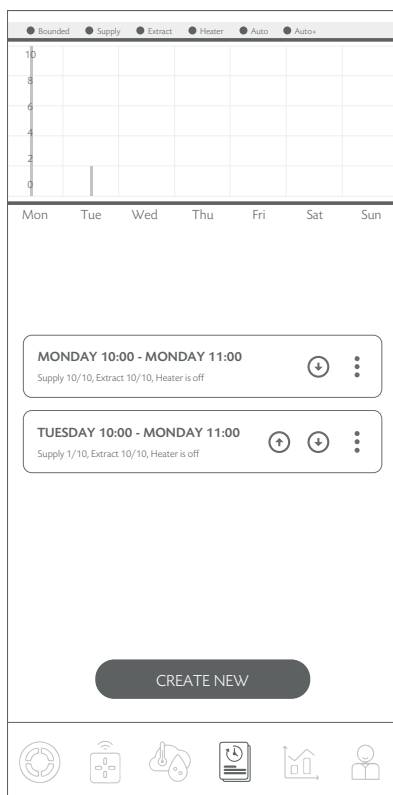 Bounded Supply Extract Heater Auto Auto+
10
8
6
4
2
0
Mon Tue Wed Thu Fri Sat Sun
MONDAY 10:00 - MONDAY 11:00
Supply 10/10, Extract 10/10, Heater is off
TUESDAY 10:00 - MONDAY 11:00
Supply 1/10, Extract 10/10, Heater is off
CREATE NEW